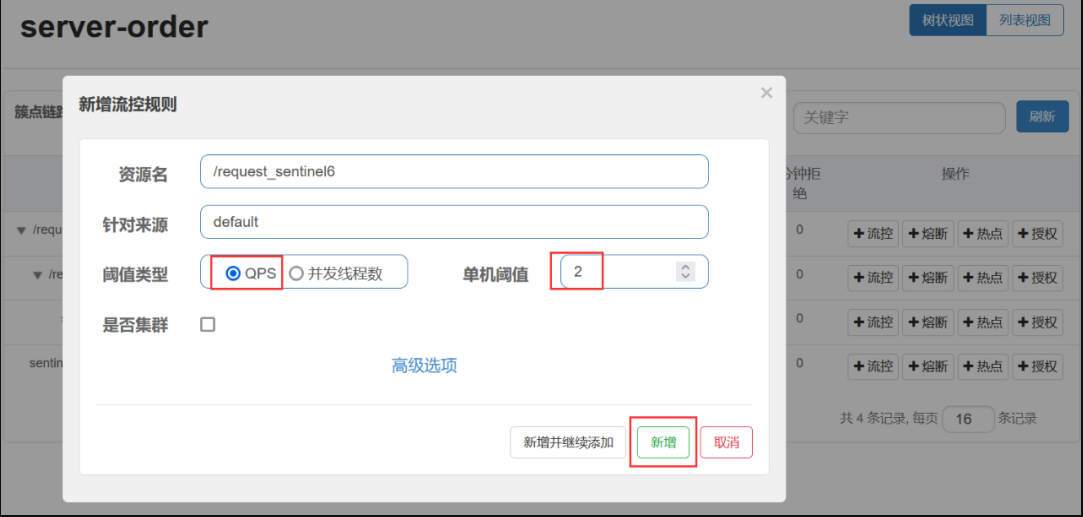 server-order
树状视图 列表视图
新增流控规则
×
簇点链路
关键字
刷新
资源名 /request_sentinel6
分钟拒绝
操作
针对来源 default
▼ /requ
0 +流控 +熔断 +热点 +授权
阈值类型 QPS 并发线程数 单机阈值 2
▼ /re
0 +流控 +熔断 +热点 +授权
是否集群
0 +流控 +熔断 +热点 +授权
sentin
0 +流控 +熔断 +热点 +授权
高级选项
共 4 条记录, 每页 16 条记录
新增并继续添加 新增 取消